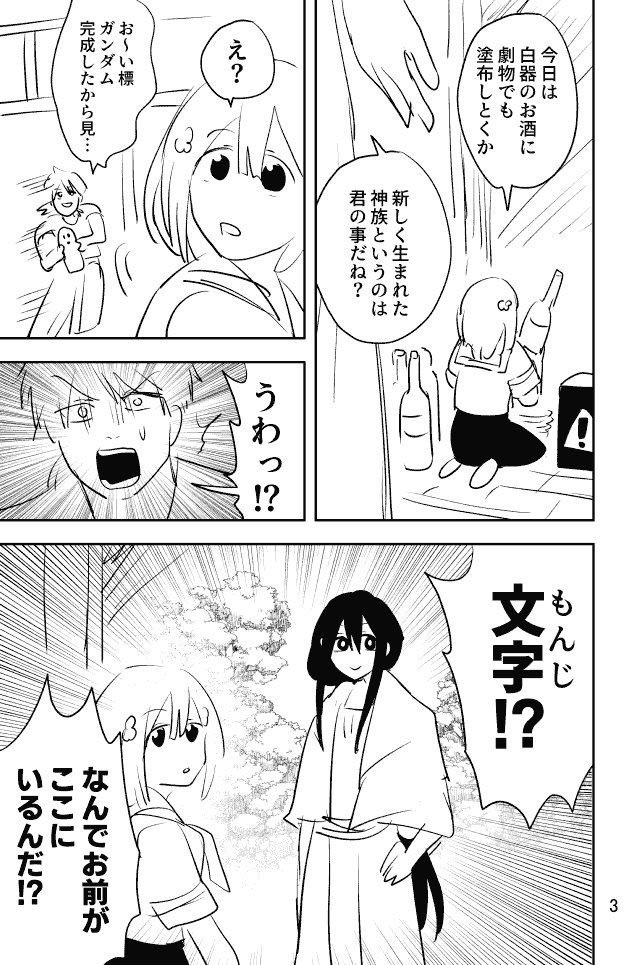 今日は
白器のお酒に
劇物でも
塗布しとくか
新しく生まれた
神族というのは
君の事だね?
え?
お〜い標
ガンダム
完成したから見…
うわっ!?
もんじ
文字!?
なんでお前が
ここに
いるんだ!?
3